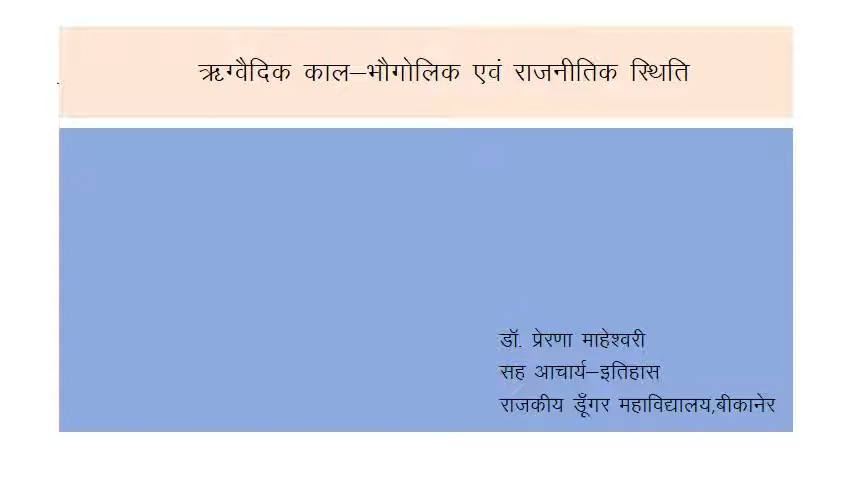 ऋग्वैदिक काल–भौगोलिक एवं राजनीतिक स्थिति
डॉ. प्रेरणा माहेश्वरी
सह आचार्य–इतिहास
राजकीय डूँगर महाविद्यालय,बीकानेर